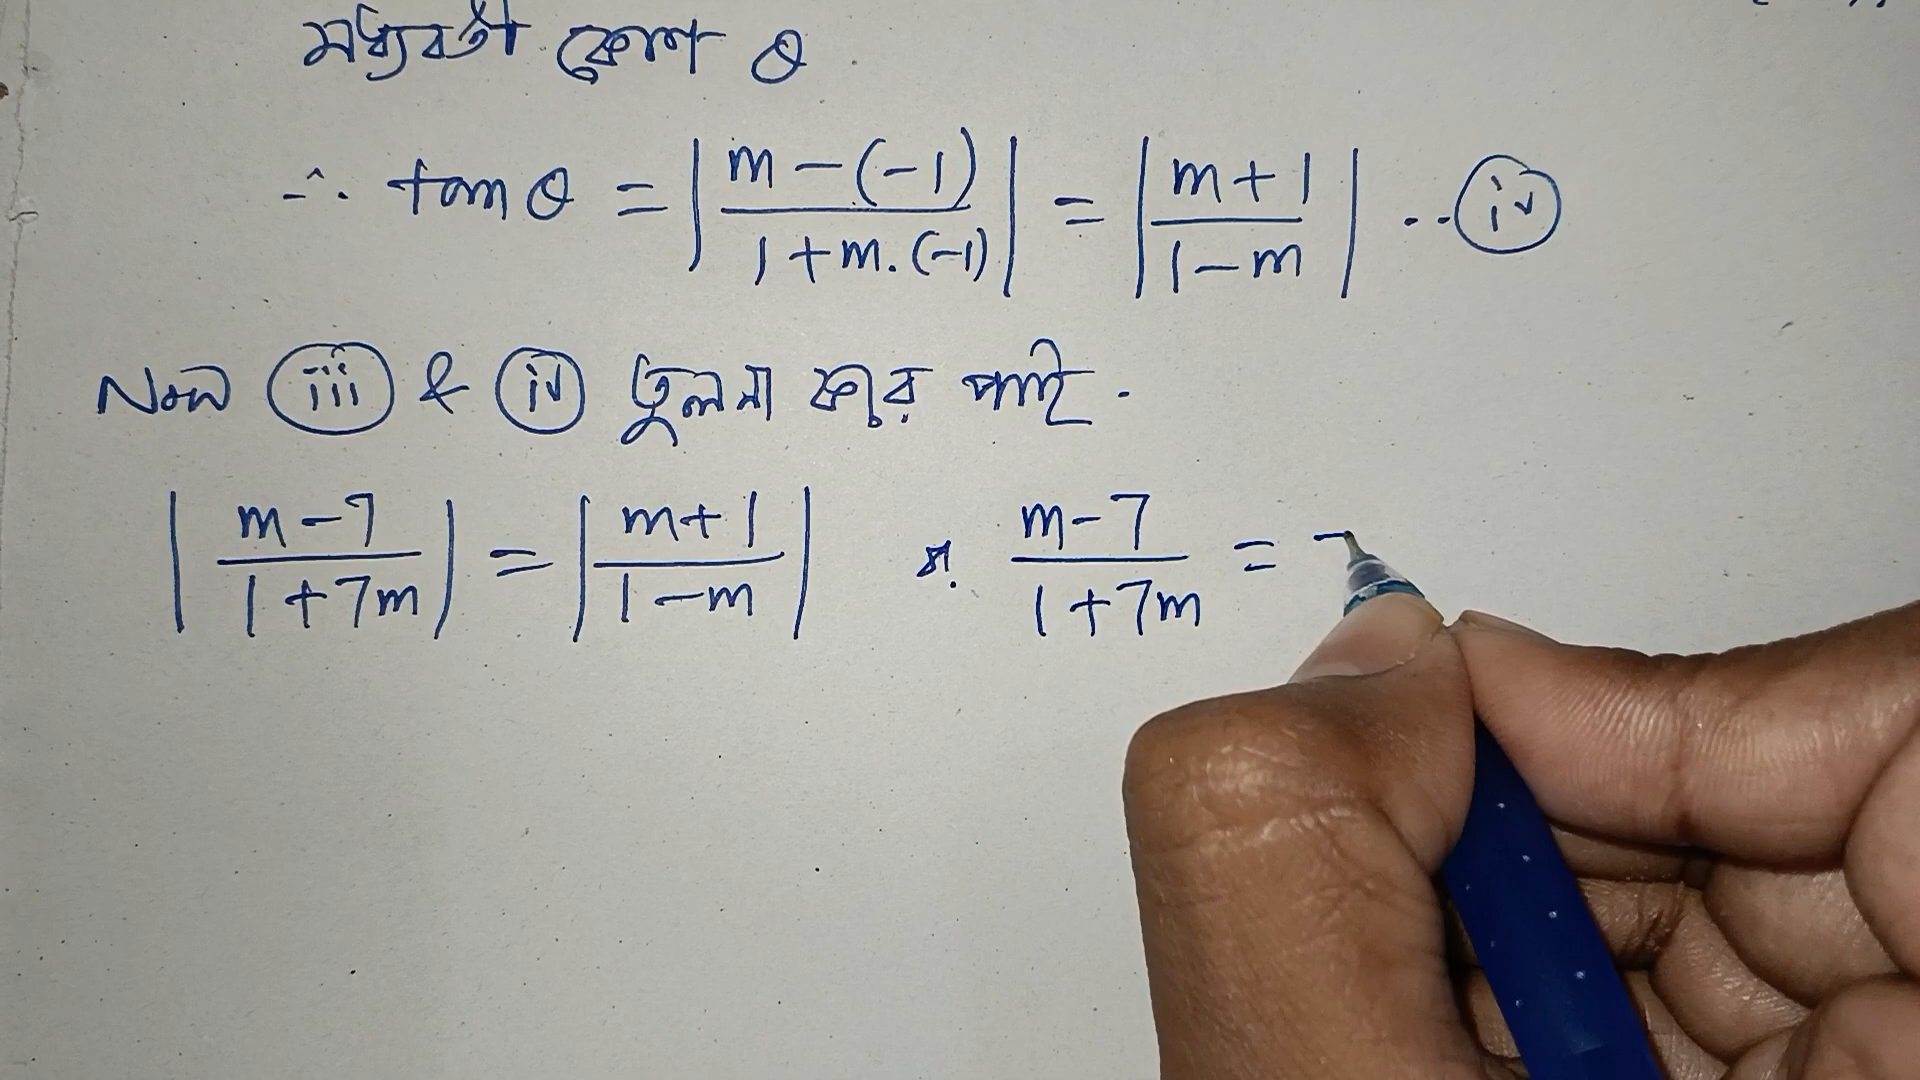 মধ্যবর্তী কোণ θ
∴ tan θ = | (m - (-1)) / (1 + m. (-1)) | = | (m + 1) / (1 - m) | .. (iv)
Now (iii) & (iv) তুলনা করে পাই .
| (m - 7) / (1 + 7m) | = | (m + 1) / (1 - m) | বা. (m - 7) / (1 + 7m) = -